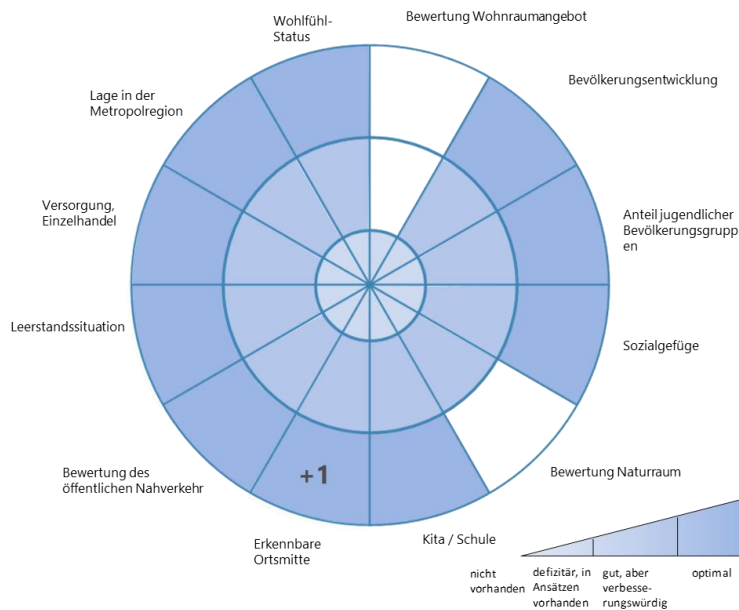 Wohlfühl-
Status
Bewertung Wohnraumangebot
Bevölkerungsentwicklung
Anteil jugendlicher
Bevölkerungsgrupp
en
Sozialgefüge
Bewertung Naturraum
Kita / Schule
Erkennbare
Ortsmitte
+1
Bewertung des
öffentlichen Nahverkehr
Leerstandssituation
Versorgung,
Einzelhandel
Lage in der
Metropolregion
nicht
vorhanden
defizitär, in
Ansätzen
vorhanden
gut, aber
verbesse-
rungswürdig
optimal